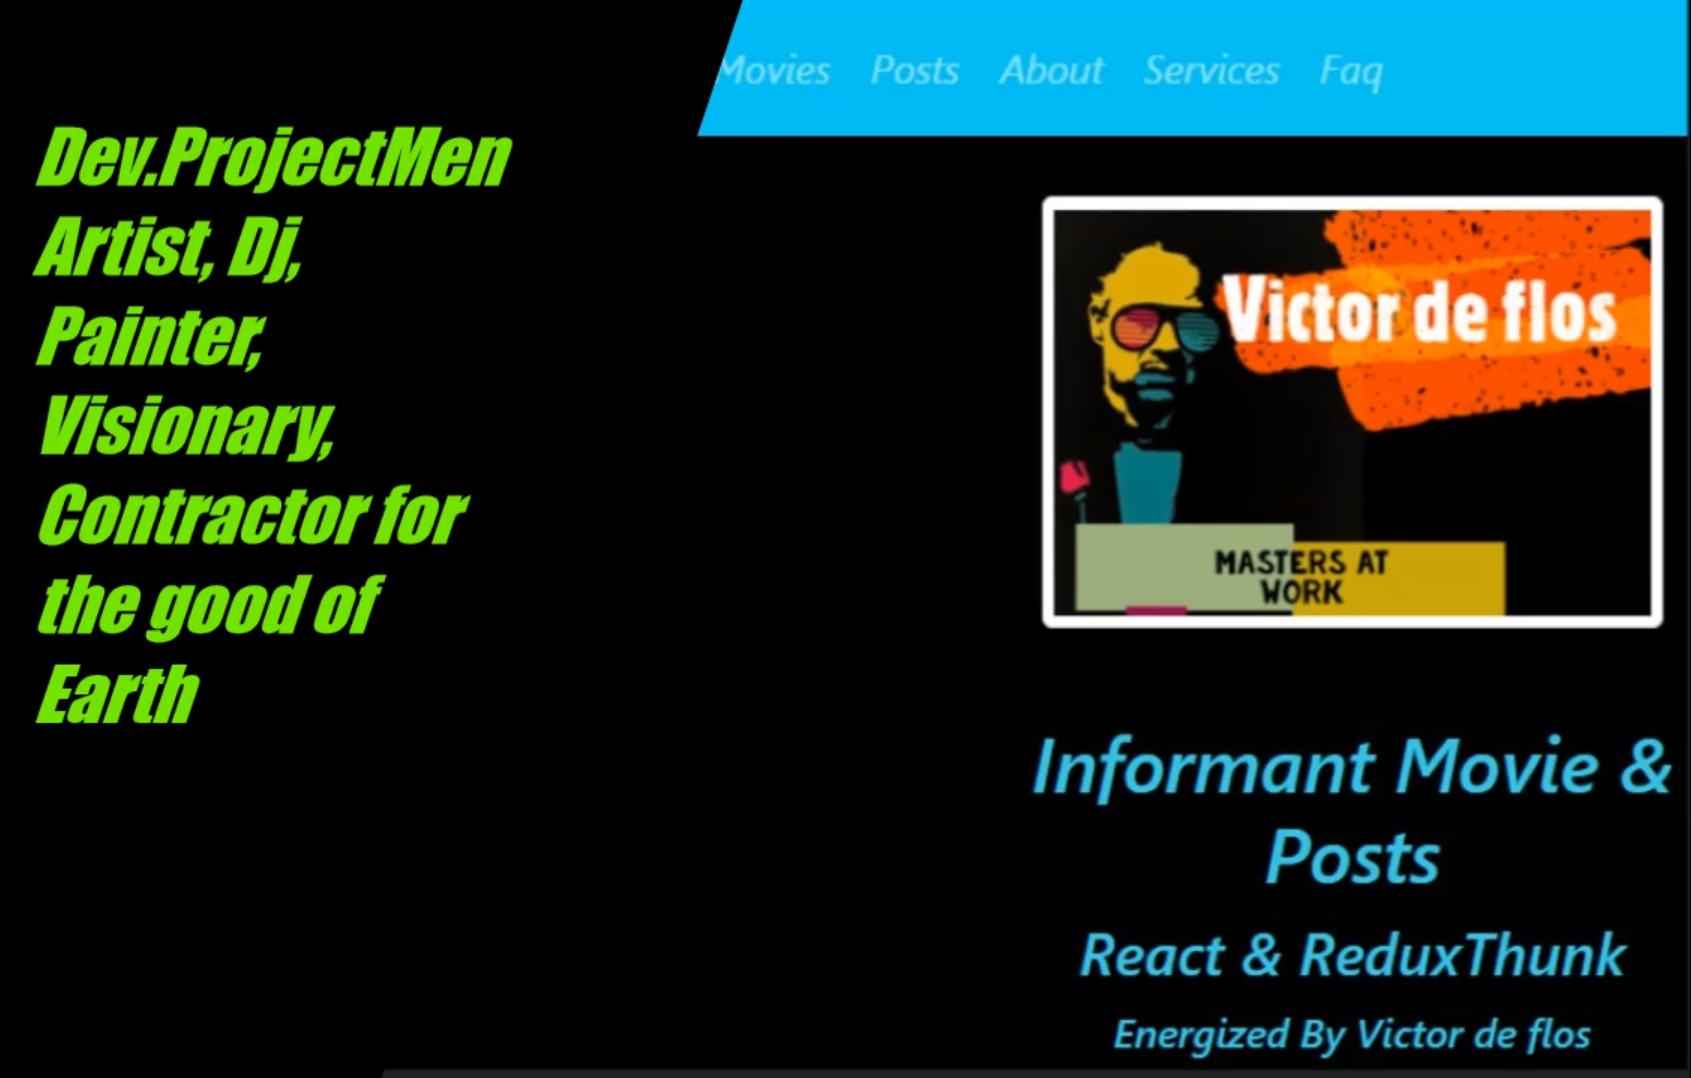 Movies Posts About Services Faq
Dev.ProjectMen
Artist, Dj,
Painter,
Visionary,
Contractor for
the good of
Earth
Victor de flos
MASTERS AT
WORK
Informant Movie &
Posts
React & ReduxThunk
Energized By Victor de flos